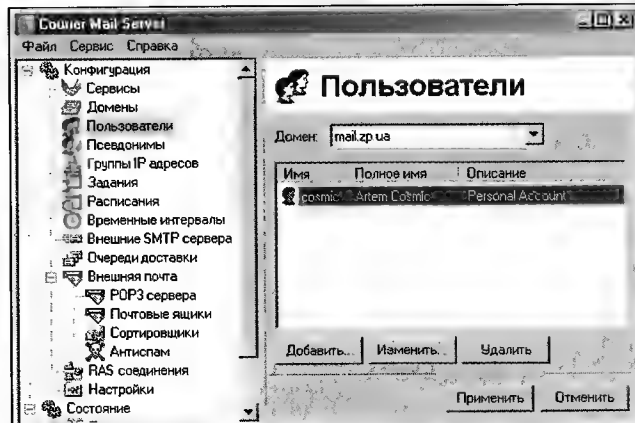 Courier Mail Server
Файл Сервис Справка
Конфигурация
Сервисы
Домены
Пользователи
Псевдонимы
Группы IP адресов
Задания
Расписания
Временные интервалы
Внешние SMTP сервера
Очереди доставки
Внешняя почта
POP3 сервера
Почтовые ящики
Сортировщики
Антиспам
RAS соединения
Настройки
Состояние
Пользователи
Домен: mail.zp.ua
Имя Полное имя Описание
cosmic Artem Cosmic Personal Account
Добавить... Изменить... Удалить
Применить Отменить